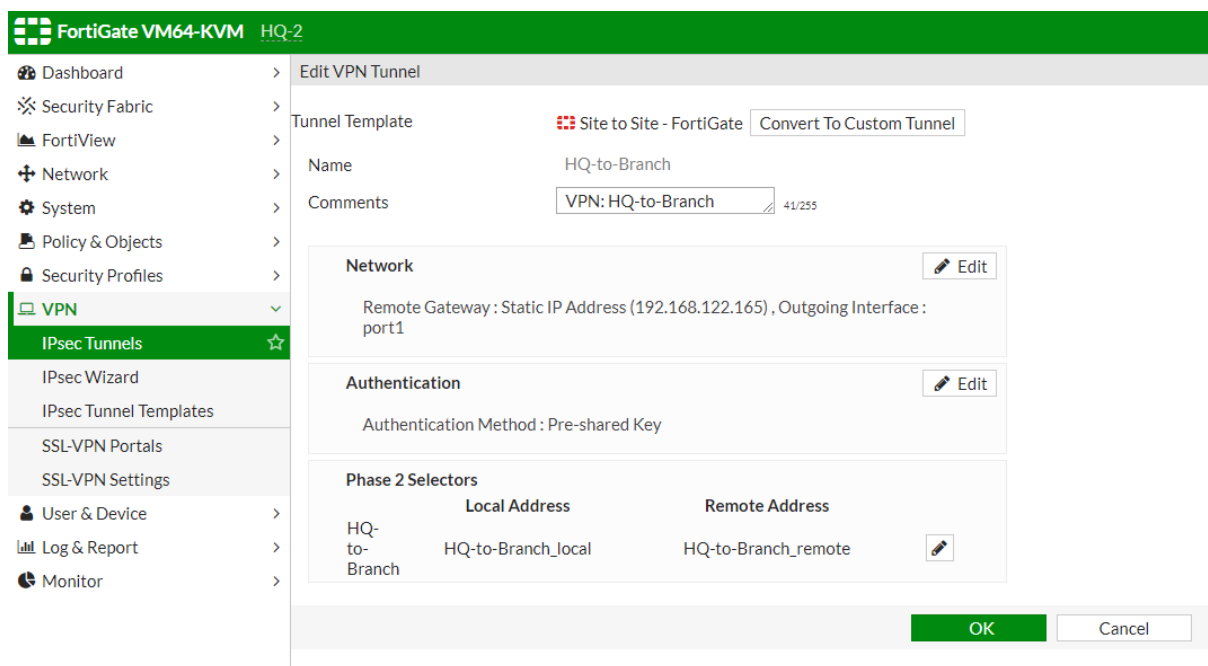 FortiGate VM64-KVM HQ-2
Dashboard
Security Fabric
FortiView
Network
System
Policy & Objects
Security Profiles
VPN
IPsec Tunnels
IPsec Wizard
IPsec Tunnel Templates
SSL-VPN Portals
SSL-VPN Settings
User & Device
Log & Report
Monitor
Edit VPN Tunnel
Tunnel Template Site to Site - FortiGate Convert To Custom Tunnel
Name HQ-to-Branch
Comments VPN: HQ-to-Branch 41/255
Network Edit
Remote Gateway : Static IP Address (192.168.122.165) , Outgoing Interface :
port1
Authentication Edit
Authentication Method : Pre-shared Key
Phase 2 Selectors
Local Address Remote Address
HQ-
to- HQ-to-Branch_local HQ-to-Branch_remote
Branch
OK Cancel